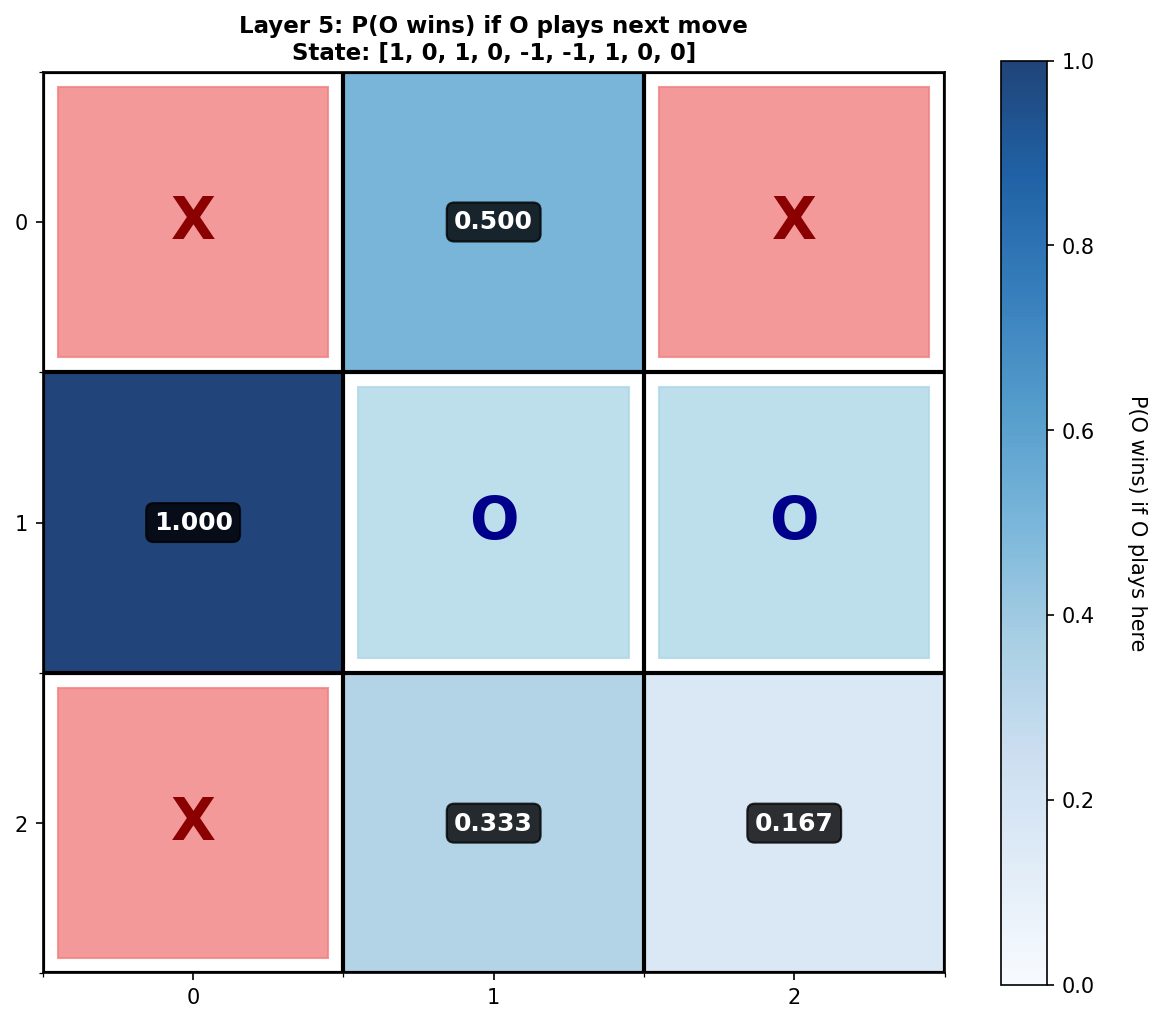 Layer 5: P(O wins) if O plays next move
State: [1, 0, 1, 0, -1, -1, 1, 0, 0]
0
X
0.500
X
1
1.000
O
O
2
X
0.333
0.167
0
1
2
1.0
0.8
0.6
0.4
0.2
0.0
P(O wins) if O plays here